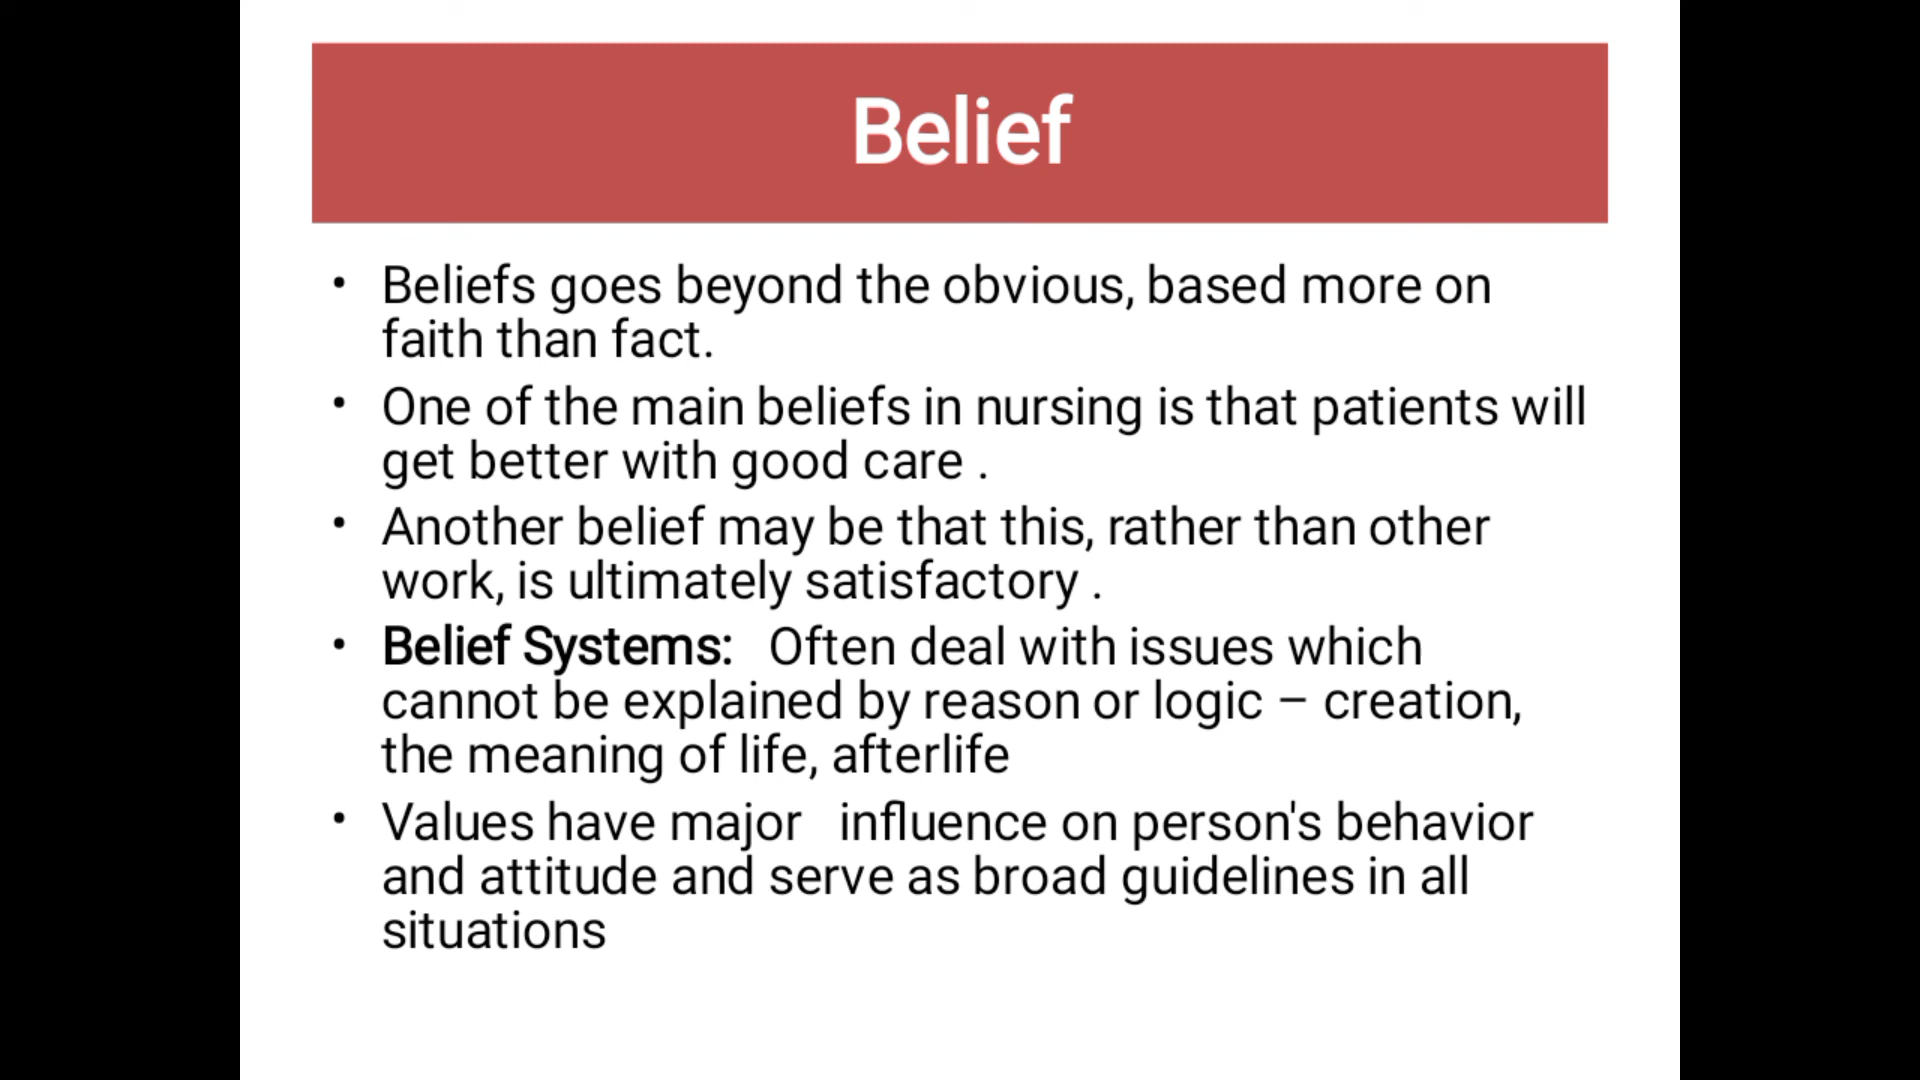 Belief
• Beliefs goes beyond the obvious, based more on
faith than fact.
• One of the main beliefs in nursing is that patients will
get better with good care .
• Another belief may be that this, rather than other
work, is ultimately satisfactory .
• Belief Systems:   Often deal with issues which
cannot be explained by reason or logic – creation,
the meaning of life, afterlife
• Values have major   influence on person's behavior
and attitude and serve as broad guidelines in all
situations